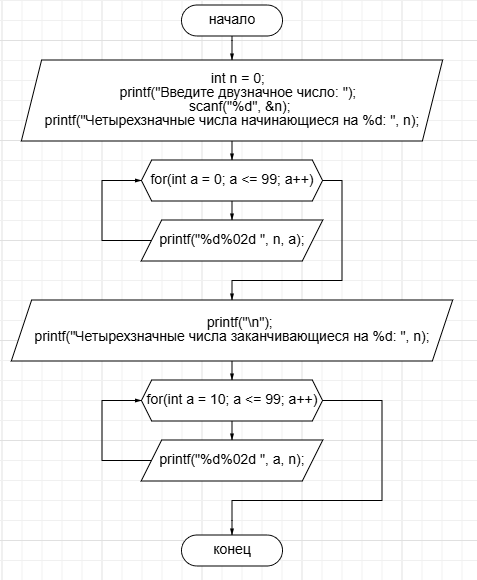 начало
int n = 0;
printf("Введите двузначное число: ");
scanf("%d", &n);
printf("Четырехзначные числа начинающиеся на %d: ", n);
for(int a = 0; a <= 99; a++)
printf("%d%02d ", n, a);
printf("\n");
printf("Четырехзначные числа заканчивающиеся на %d: ", n);
for(int a = 10; a <= 99; a++)
printf("%d%02d ", a, n);
конец